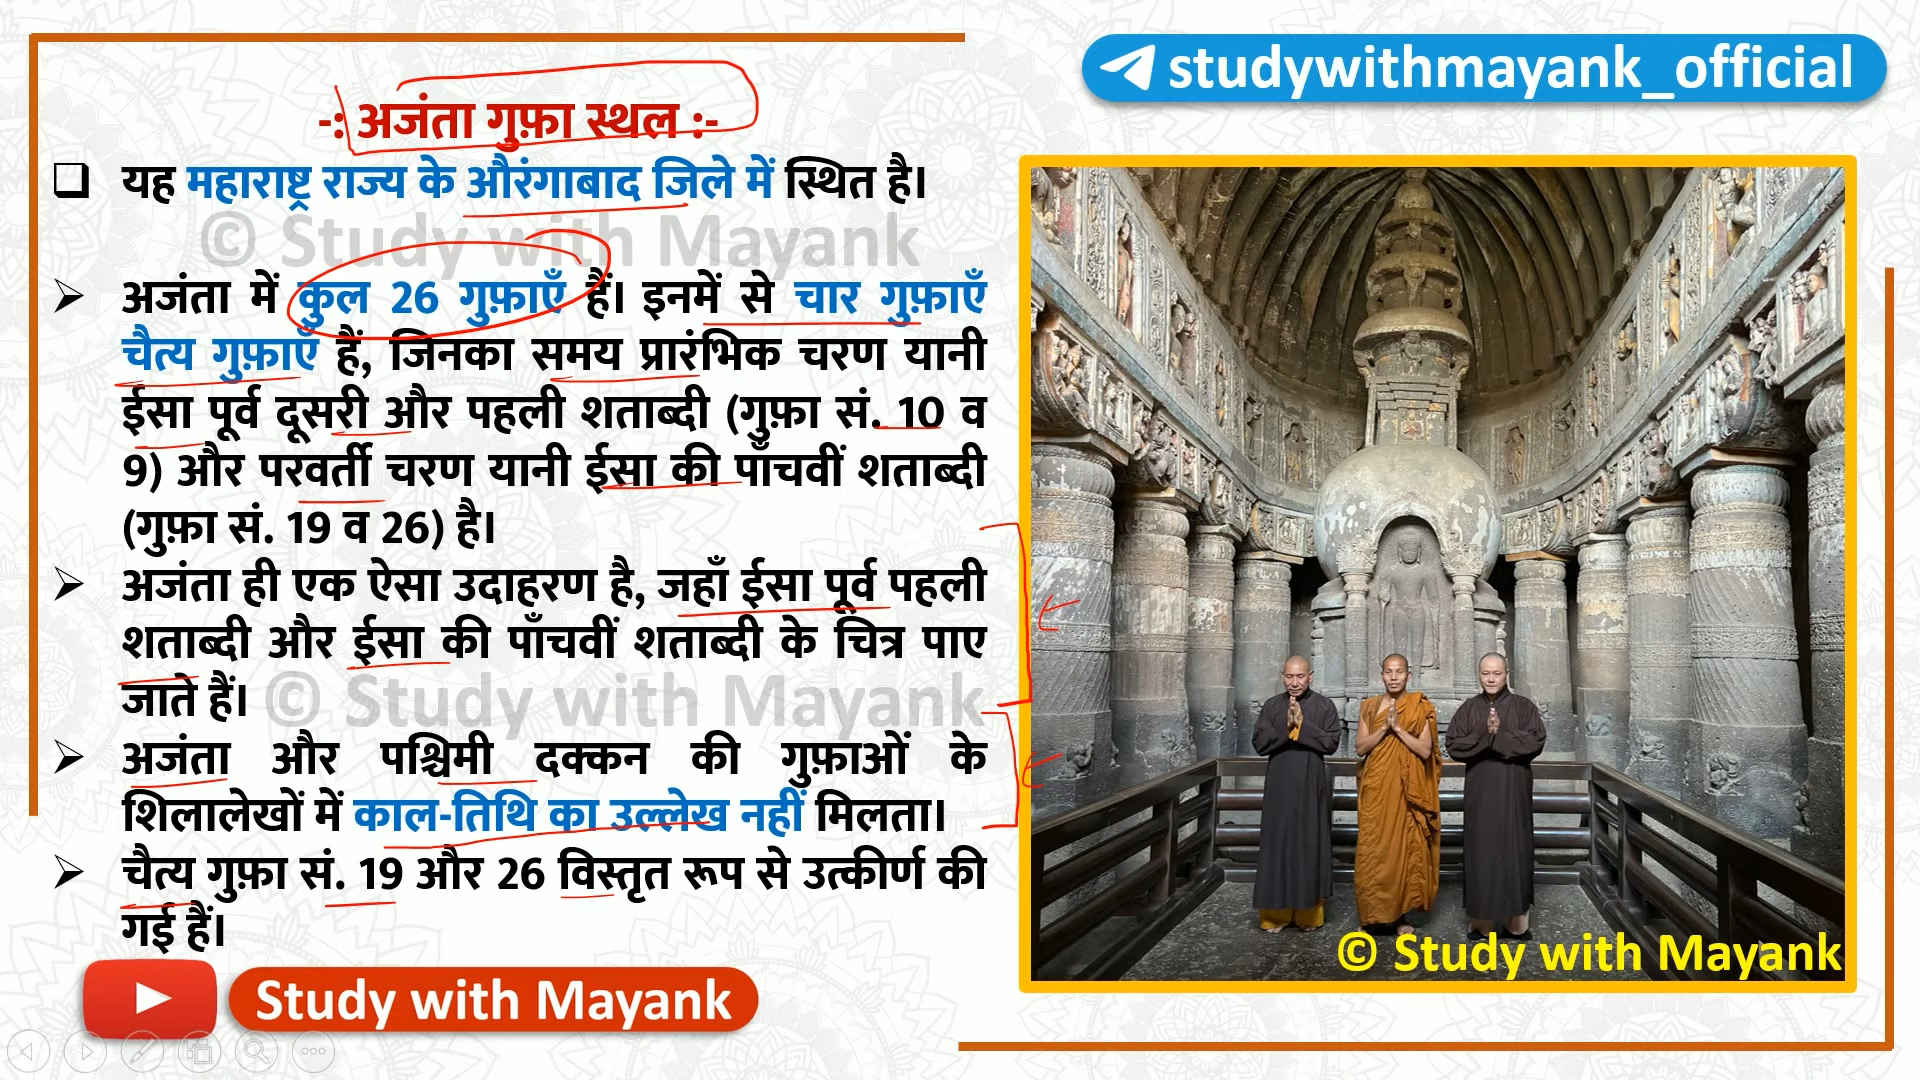 studywithmayank_official
-: अजंता गुफ़ा स्थल :-
❑ यह महाराष्ट्र राज्य के औरंगाबाद जिले में स्थित है।
© Study with Mayank
➢ अजंता में कुल 26 गुफ़ाएँ हैं। इनमें से चार गुफ़ाएँ
चैत्य गुफ़ाएँ हैं, जिनका समय प्रारंभिक चरण यानी
ईसा पूर्व दूसरी और पहली शताब्दी (गुफ़ा सं. 10 व
9) और परवर्ती चरण यानी ईसा की पाँचवीं शताब्दी
(गुफ़ा सं. 19 व 26) है।
➢ अजंता ही एक ऐसा उदाहरण है, जहाँ ईसा पूर्व पहली
शताब्दी और ईसा की पाँचवीं शताब्दी के चित्र पाए
जाते हैं।
© Study with Mayank
➢ अजंता और पश्चिमी दक्कन की गुफ़ाओं के
शिलालेखों में काल-तिथि का उल्लेख नहीं मिलता।
➢ चैत्य गुफ़ा सं. 19 और 26 विस्तृत रूप से उत्कीर्ण की
गई हैं।
© Study with Mayank
Study with Mayank